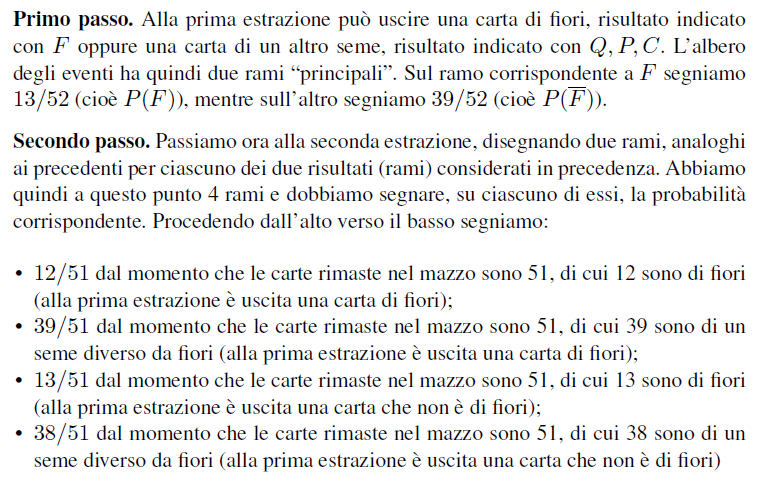 Primo passo. Alla prima estrazione può uscire una carta di fiori, risultato indicato
con F oppure una carta di un altro seme, risultato indicato con Q, P, C. L'albero
degli eventi ha quindi due rami “principali”. Sul ramo corrispondente a F segniamo
13/52 (cioè P(F)), mentre sull'altro segniamo 39/52 (cioè P(F̅)).
Secondo passo. Passiamo ora alla seconda estrazione, disegnando due rami, analoghi
ai precedenti per ciascuno dei due risultati (rami) considerati in precedenza. Abbiamo
quindi a questo punto 4 rami e dobbiamo segnare, su ciascuno di essi, la probabilità
corrispondente. Procedendo dall'alto verso il basso segniamo:
• 12/51 dal momento che le carte rimaste nel mazzo sono 51, di cui 12 sono di fiori
(alla prima estrazione è uscita una carta di fiori);
• 39/51 dal momento che le carte rimaste nel mazzo sono 51, di cui 39 sono di un
seme diverso da fiori (alla prima estrazione è uscita una carta di fiori);
• 13/51 dal momento che le carte rimaste nel mazzo sono 51, di cui 13 sono di fiori
(alla prima estrazione è uscita una carta che non è di fiori);
• 38/51 dal momento che le carte rimaste nel mazzo sono 51, di cui 38 sono di un
seme diverso da fiori (alla prima estrazione è uscita una carta che non è di fiori)